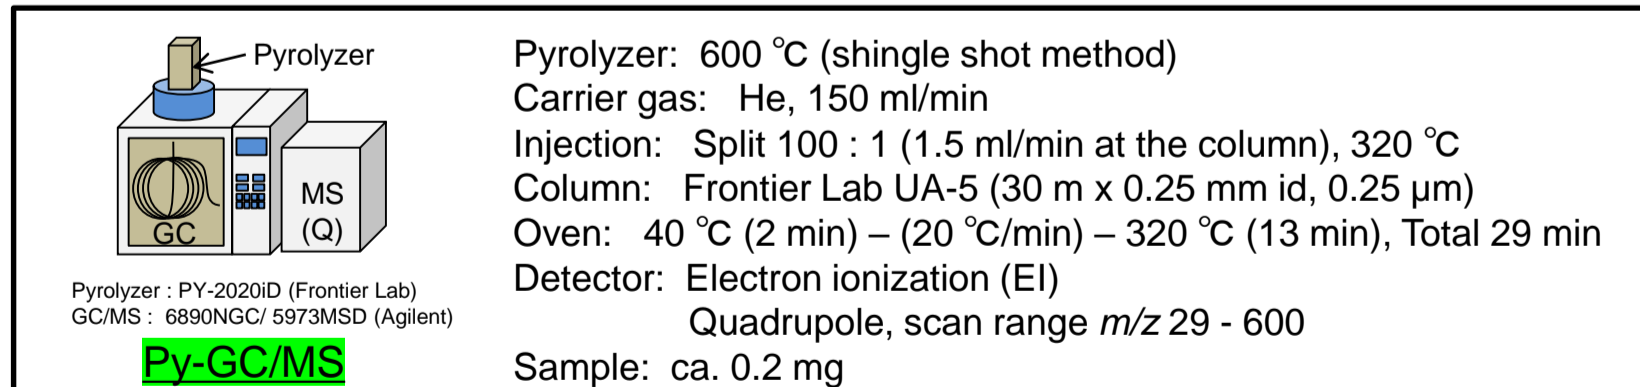 Pyrolyzer
GC
MS
(Q)
Pyrolyzer : PY-2020iD (Frontier Lab)
GC/MS : 6890NGC/ 5973MSD (Agilent)
Py-GC/MS
Pyrolyzer: 600 ℃ (shingle shot method)
Carrier gas: He, 150 ml/min
Injection: Split 100 : 1 (1.5 ml/min at the column), 320 ℃
Column: Frontier Lab UA-5 (30 m x 0.25 mm id, 0.25 μm)
Oven: 40 ℃ (2 min) – (20 ℃/min) – 320 ℃ (13 min), Total 29 min
Detector: Electron ionization (EI)
Quadrupole, scan range m/z 29 - 600
Sample: ca. 0.2 mg